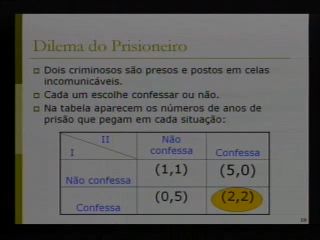 Dilema do Prisioneiro
Dois criminosos são presos e postos em celas
incomunicáveis.
Cada um escolhe confessar ou não.
Na tabela aparecem os números de anos de
prisão que pegam em cada situação:
II
I
Não
confessa
Confessa
Não confessa
(1,1)
(5,0)
Confessa
(0,5)
(2,2)